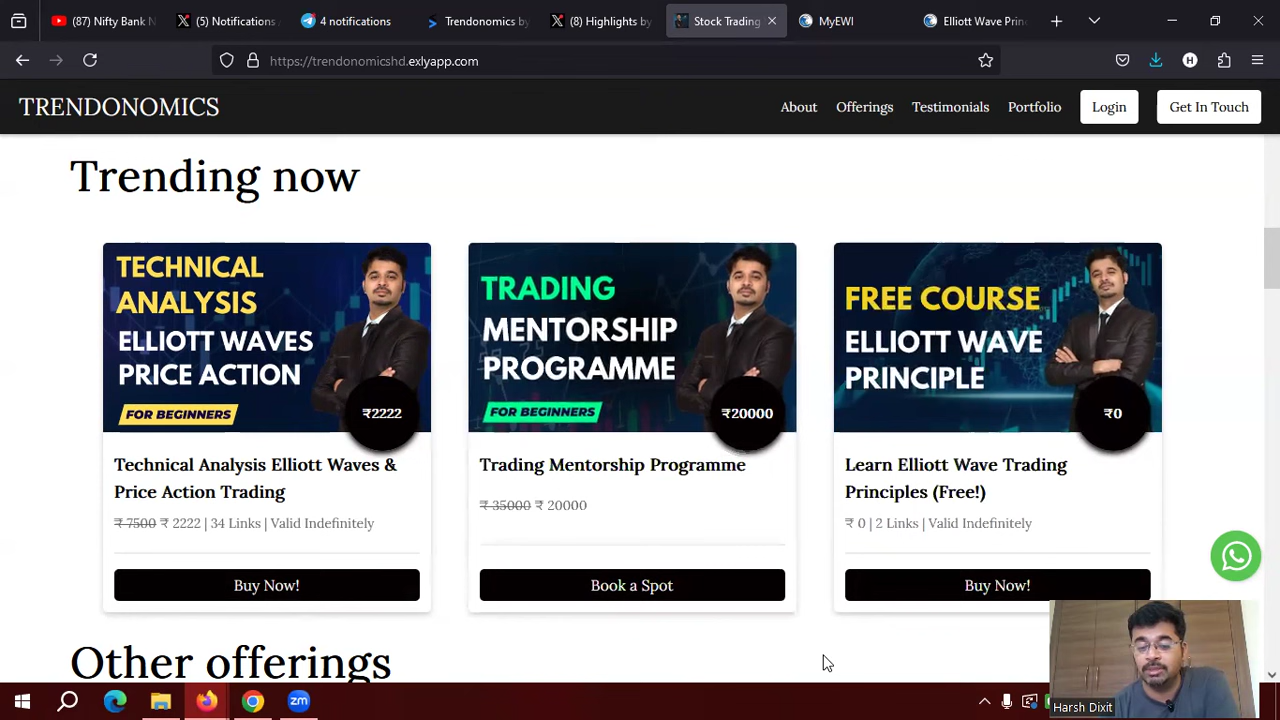 (87) Nifty Bank N
(5) Notifications
4 notifications
Trendonomics by
(8) Highlights by
Stock Trading
MyEWI
Elliott Wave Princ
https://trendonomicshd.exlyapp.com
H
TRENDONOMICS
About
Offerings
Testimonials
Portfolio
Login
Get In Touch
Trending now
TECHNICAL
ANALYSIS
ELLIOTT WAVES
PRICE ACTION
FOR BEGINNERS
₹2222
Technical Analysis Elliott Waves &
Price Action Trading
₹ 7500 ₹ 2222 | 34 Links | Valid Indefinitely
Buy Now!
TRADING
MENTORSHIP
PROGRAMME
FOR BEGINNERS
₹20000
Trading Mentorship Programme
₹ 35000 ₹ 20000
Book a Spot
FREE COURSE
ELLIOTT WAVE
PRINCIPLE
₹0
Learn Elliott Wave Trading
Principles (Free!)
₹ 0 | 2 Links | Valid Indefinitely
Buy Now!
Other offerings
zm
Harsh Dixit